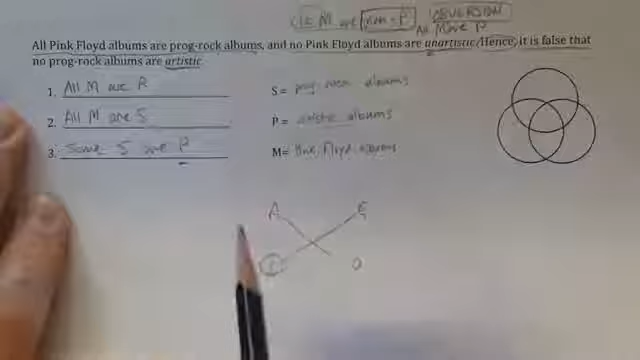 M are non-P OBVERSION
All M are P
All Pink Floyd albums are prog-rock albums, and no Pink Floyd albums are unartistic. Hence, it is false that
no prog-rock albums are artistic.
1. All M are P S= prog-rock albums
2. All M are S P= artistic albums
3. Some S are P M= Pink Floyd albums
A E
I O